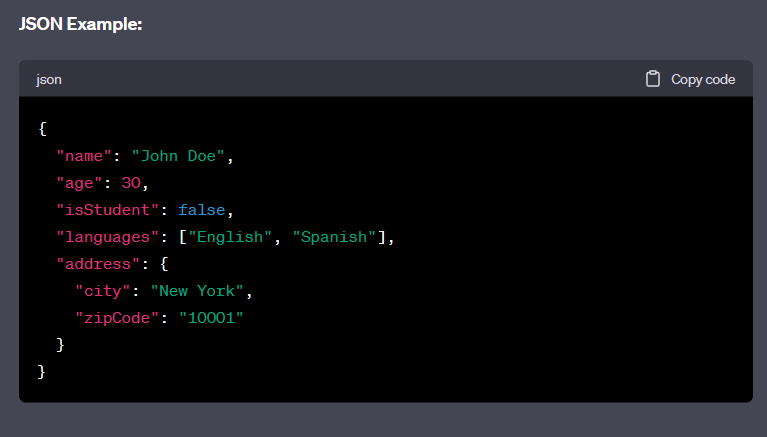 JSON Example:
json
Copy code
{
  "name": "John Doe",
  "age": 30,
  "isStudent": false,
  "languages": ["English", "Spanish"],
  "address": {
    "city": "New York",
    "zipCode": "10001"
  }
}